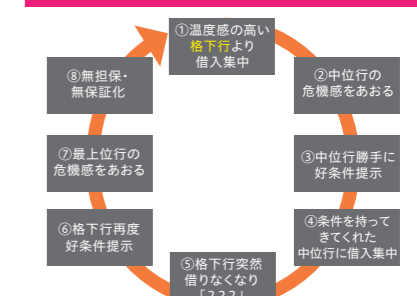 ①温度感の高い
格下行より
借入集中
②中位行の
危機感をあおる
③中位行勝手に
好条件提示
④条件を持って
きてくれた
中位行に借入集中
⑤格下行突然
借りなくなり
「???」
⑥格下行再度
好条件提示
⑦最上位行の
危機感をあおる
⑧無担保・
無保証化